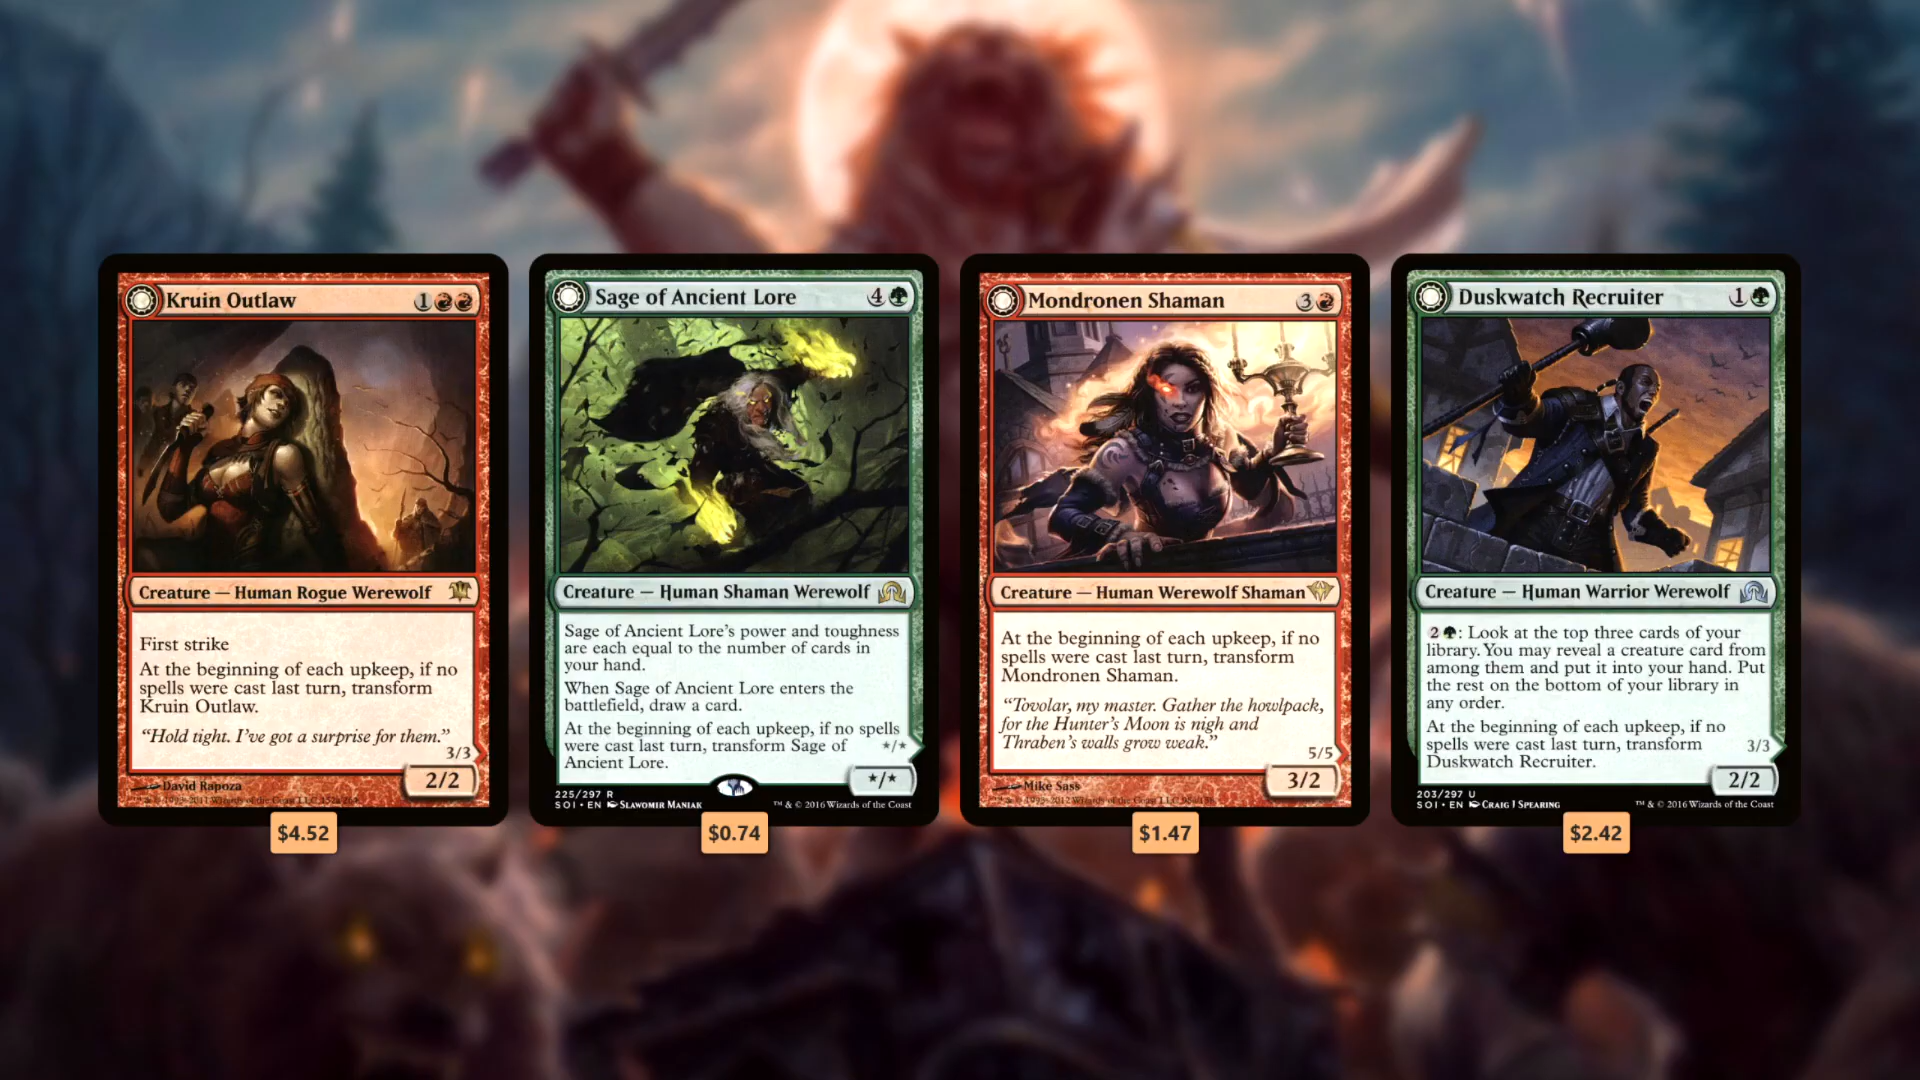 Kruin Outlaw
1
Creature — Human Rogue Werewolf
First strike
At the beginning of each upkeep, if no
spells were cast last turn, transform
Kruin Outlaw.
“Hold tight. I’ve got a surprise for them.”
3/3
2/2
David Rapoza
$4.52
Sage of Ancient Lore
4
Creature — Human Shaman Werewolf
Sage of Ancient Lore’s power and toughness
are each equal to the number of cards in
your hand.
When Sage of Ancient Lore enters the
battlefield, draw a card.
At the beginning of each upkeep, if no spells
were cast last turn, transform Sage of
Ancient Lore.
*/*
*/*
225/297 R
SOI • EN Slawomir Maniak
™ & © 2016 Wizards of the Coast
$0.74
Mondronen Shaman
3
Creature — Human Werewolf Shaman
At the beginning of each upkeep, if no
spells were cast last turn, transform
Mondronen Shaman.
“Tovolar, my master. Gather the howlpack,
for the Hunter’s Moon is nigh and
Thraben’s walls grow weak.”
5/5
3/2
Mike Sass
$1.47
Duskwatch Recruiter
1
Creature — Human Warrior Werewolf
2 : Look at the top three cards of your
library. You may reveal a creature card from
among them and put it into your hand. Put
the rest on the bottom of your library in
any order.
At the beginning of each upkeep, if no
spells were cast last turn, transform
Duskwatch Recruiter.
3/3
2/2
203/297 U
SOI • EN Craig J Spearing
™ & © 2016 Wizards of the Coast
$2.42